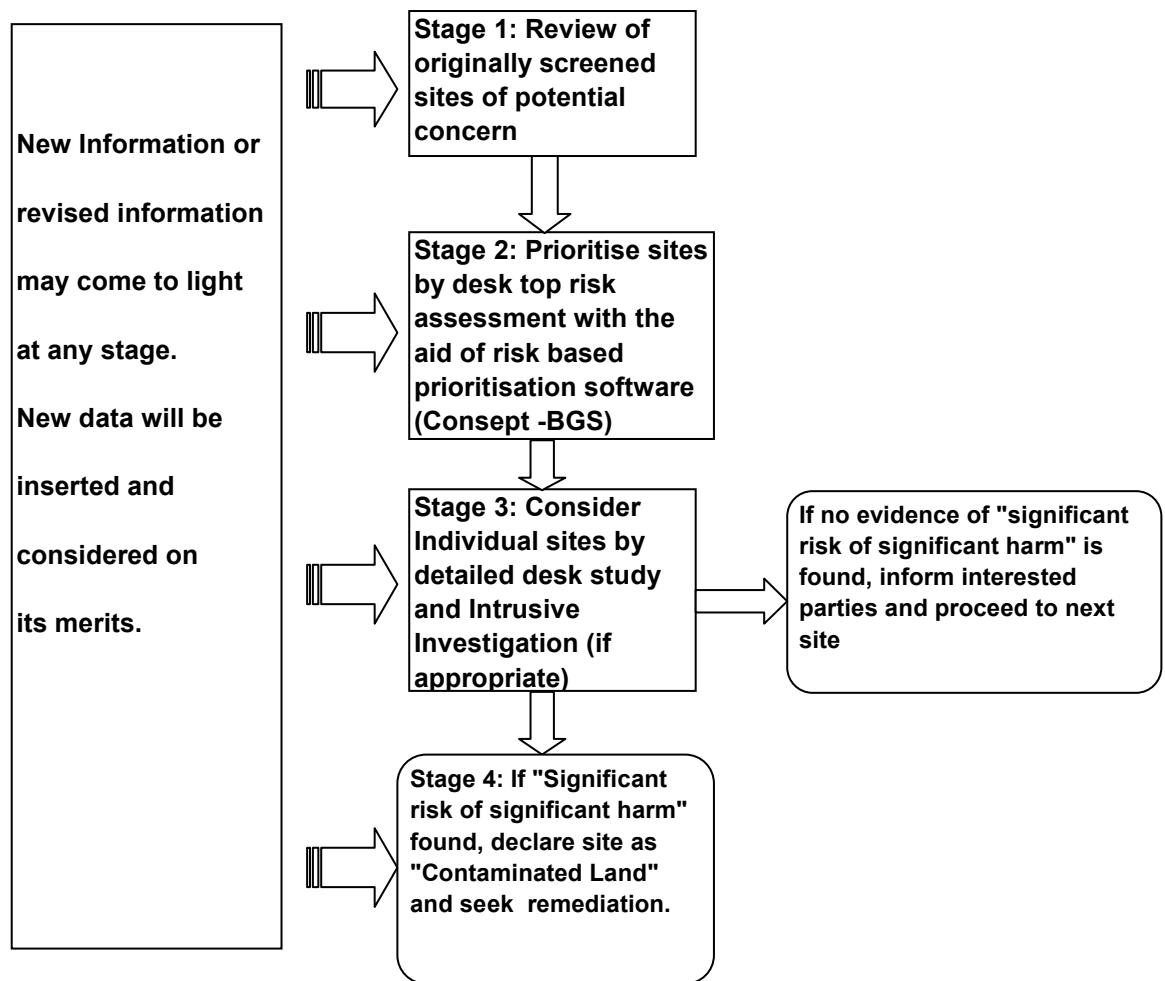 New Information or
revised information
may come to light
at any stage.
New data will be
inserted and
considered on
its merits.
Stage 1: Review of
originally screened
sites of potential
concern
Stage 2: Prioritise sites
by desk top risk
assessment with the
aid of risk based
prioritisation software
(Consept -BGS)
Stage 3: Consider
Individual sites by
detailed desk study
and Intrusive
Investigation (if
appropriate)
If no evidence of "significant
risk of significant harm" is
found, inform interested
parties and proceed to next
site
Stage 4: If "Significant
risk of significant harm"
found, declare site as
"Contaminated Land"
and seek  remediation.